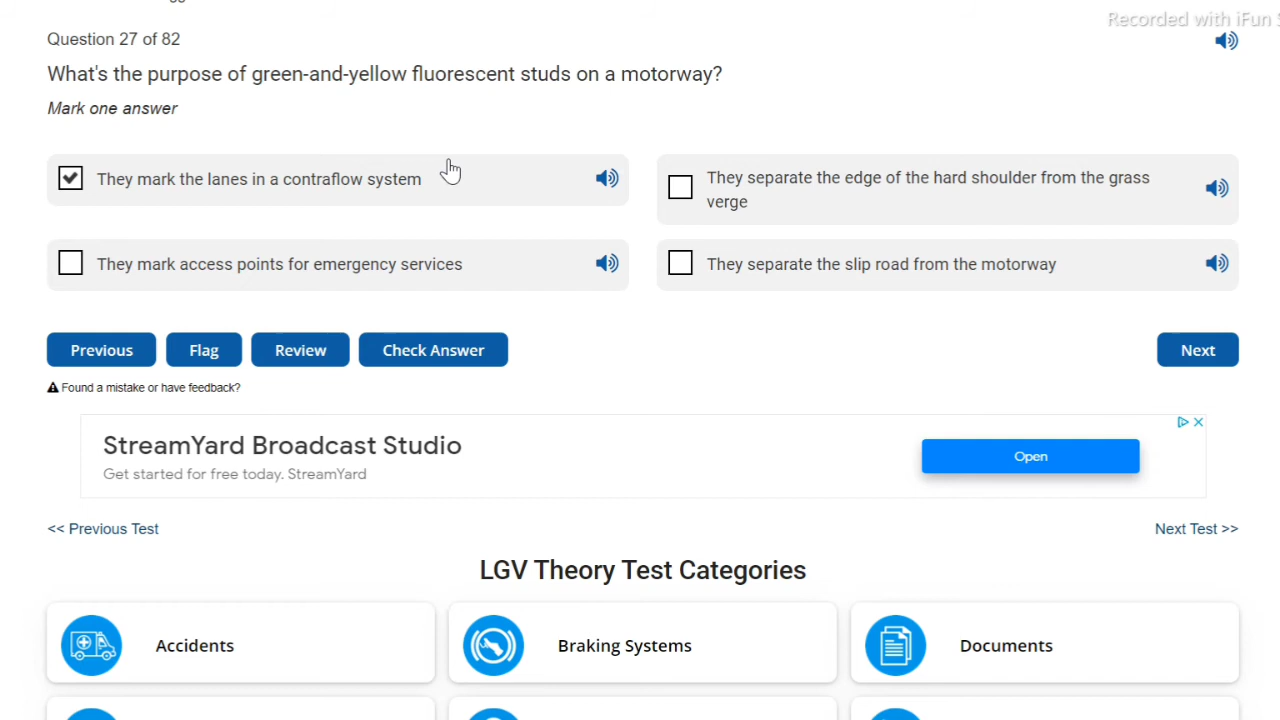 Recorded with iFun
Question 27 of 82
What's the purpose of green-and-yellow fluorescent studs on a motorway?
Mark one answer
They mark the lanes in a contraflow system
They separate the edge of the hard shoulder from the grass
verge
They mark access points for emergency services
They separate the slip road from the motorway
Previous
Flag
Review
Check Answer
Next
Found a mistake or have feedback?
StreamYard Broadcast Studio
Get started for free today. StreamYard
Open
<< Previous Test
Next Test >>
LGV Theory Test Categories
Accidents
Braking Systems
Documents